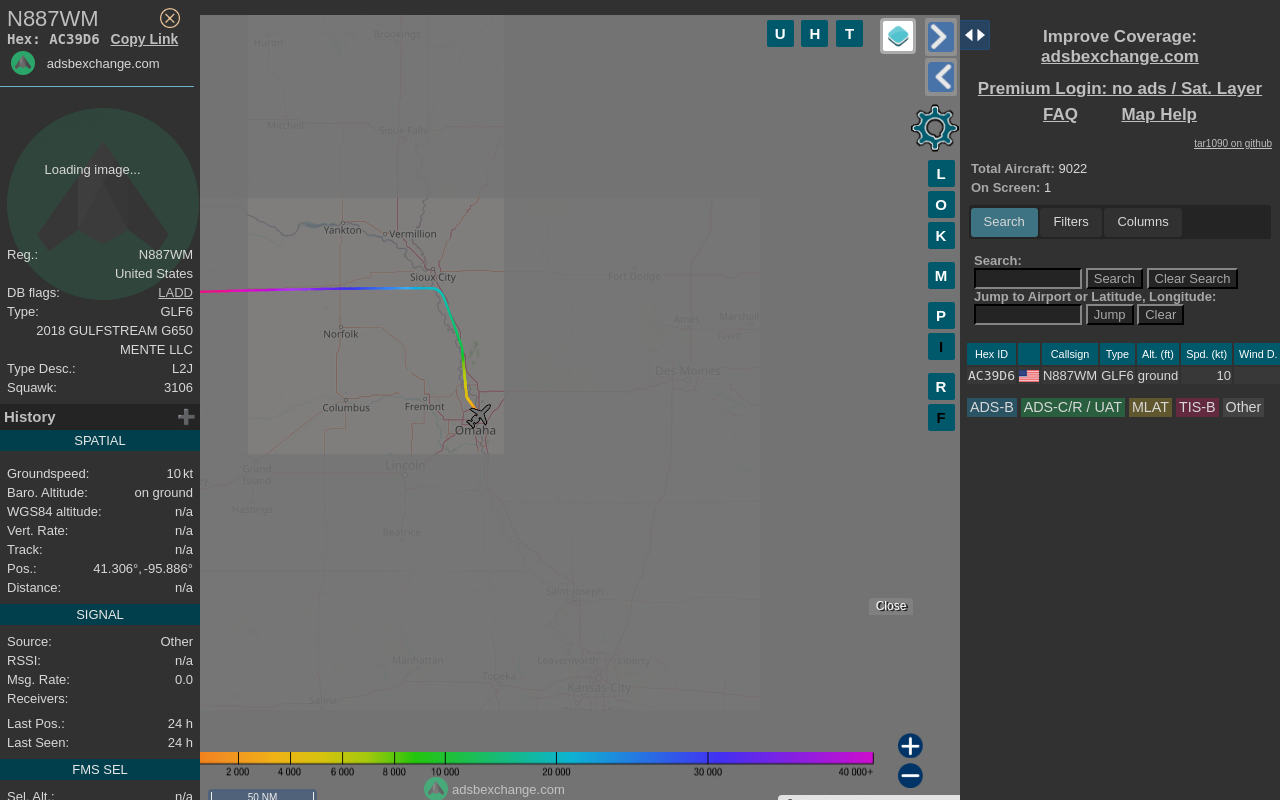 N887WM
Hex: AC39D6 Copy Link
adsbexchange.com
Loading image...
Reg.: N887WM
United States
DB flags: LADD
Type: GLF6
2018 GULFSTREAM G650
MENTE LLC
Type Desc.: L2J
Squawk: 3106
History
SPATIAL
Groundspeed: 10 kt
Baro. Altitude: on ground
WGS84 altitude: n/a
Vert. Rate: n/a
Track: n/a
Pos.: 41.306°, -95.886°
Distance: n/a
SIGNAL
Source: Other
RSSI: n/a
Msg. Rate: 0.0
Receivers:
Last Pos.: 24 h
Last Seen: 24 h
FMS SEL
Sel. Alt.: n/a
Huron
Brookings
Mitchell
Sioux Falls
Yankton
Vermillion
Sioux City
Fort Dodge
Norfolk
Ames
Marshall
Des Moines
Columbus
Fremont
Omaha
Grand
Island
Lincoln
Hastings
Beatrice
Saint Joseph
Manhattan
Leavenworth
Liberty
Topeka
Kansas City
Salina
U H T
L
O
K
M
P
I
R
F
Close
2 000 4 000 6 000 8 000 10 000 20 000 30 000 40 000+
adsbexchange.com
50 NM
Improve Coverage:
adsbexchange.com
Premium Login: no ads / Sat. Layer
FAQ Map Help
tar1090 on github
Total Aircraft: 9022
On Screen: 1
Search Filters Columns
Search:
Search Clear Search
Jump to Airport or Latitude, Longitude:
Jump Clear
Hex ID Callsign Type Alt. (ft) Spd. (kt) Wind D.
AC39D6 N887WM GLF6 ground 10
ADS-B ADS-C/R / UAT MLAT TIS-B Other